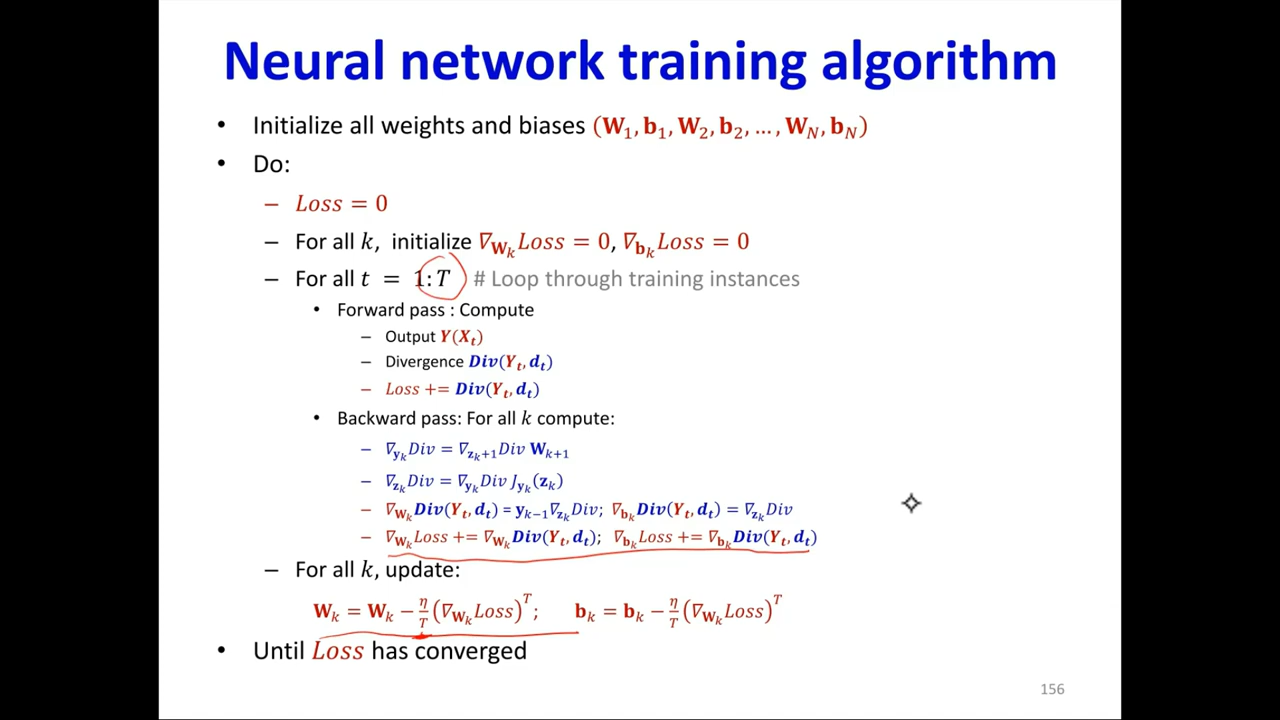 Neural network training algorithm
• Initialize all weights and biases (W₁, b₁, W₂, b₂, …, W_N, b_N)
• Do:
– Loss = 0
– For all k, initialize ∇_{W_k}Loss = 0, ∇_{b_k}Loss = 0
– For all t = 1:T # Loop through training instances
• Forward pass : Compute
– Output Y(X_t)
– Divergence Div(Y_t, d_t)
– Loss += Div(Y_t, d_t)
• Backward pass: For all k compute:
– ∇_{y_k}Div = ∇_{z_k+1}Div W_{k+1}
– ∇_{z_k}Div = ∇_{y_k}Div J_{y_k}(z_k)
– ∇_{W_k}Div(Y_t, d_t) = y_{k−1}∇_{z_k}Div; ∇_{b_k}Div(Y_t, d_t) = ∇_{z_k}Div
– ∇_{W_k}Loss += ∇_{W_k}Div(Y_t, d_t); ∇_{b_k}Loss += ∇_{b_k}Div(Y_t, d_t)
– For all k, update:
W_k = W_k − η/T (∇_{W_k}Loss)^T; b_k = b_k − η/T (∇_{W_k}Loss)^T
• Until Loss has converged
156